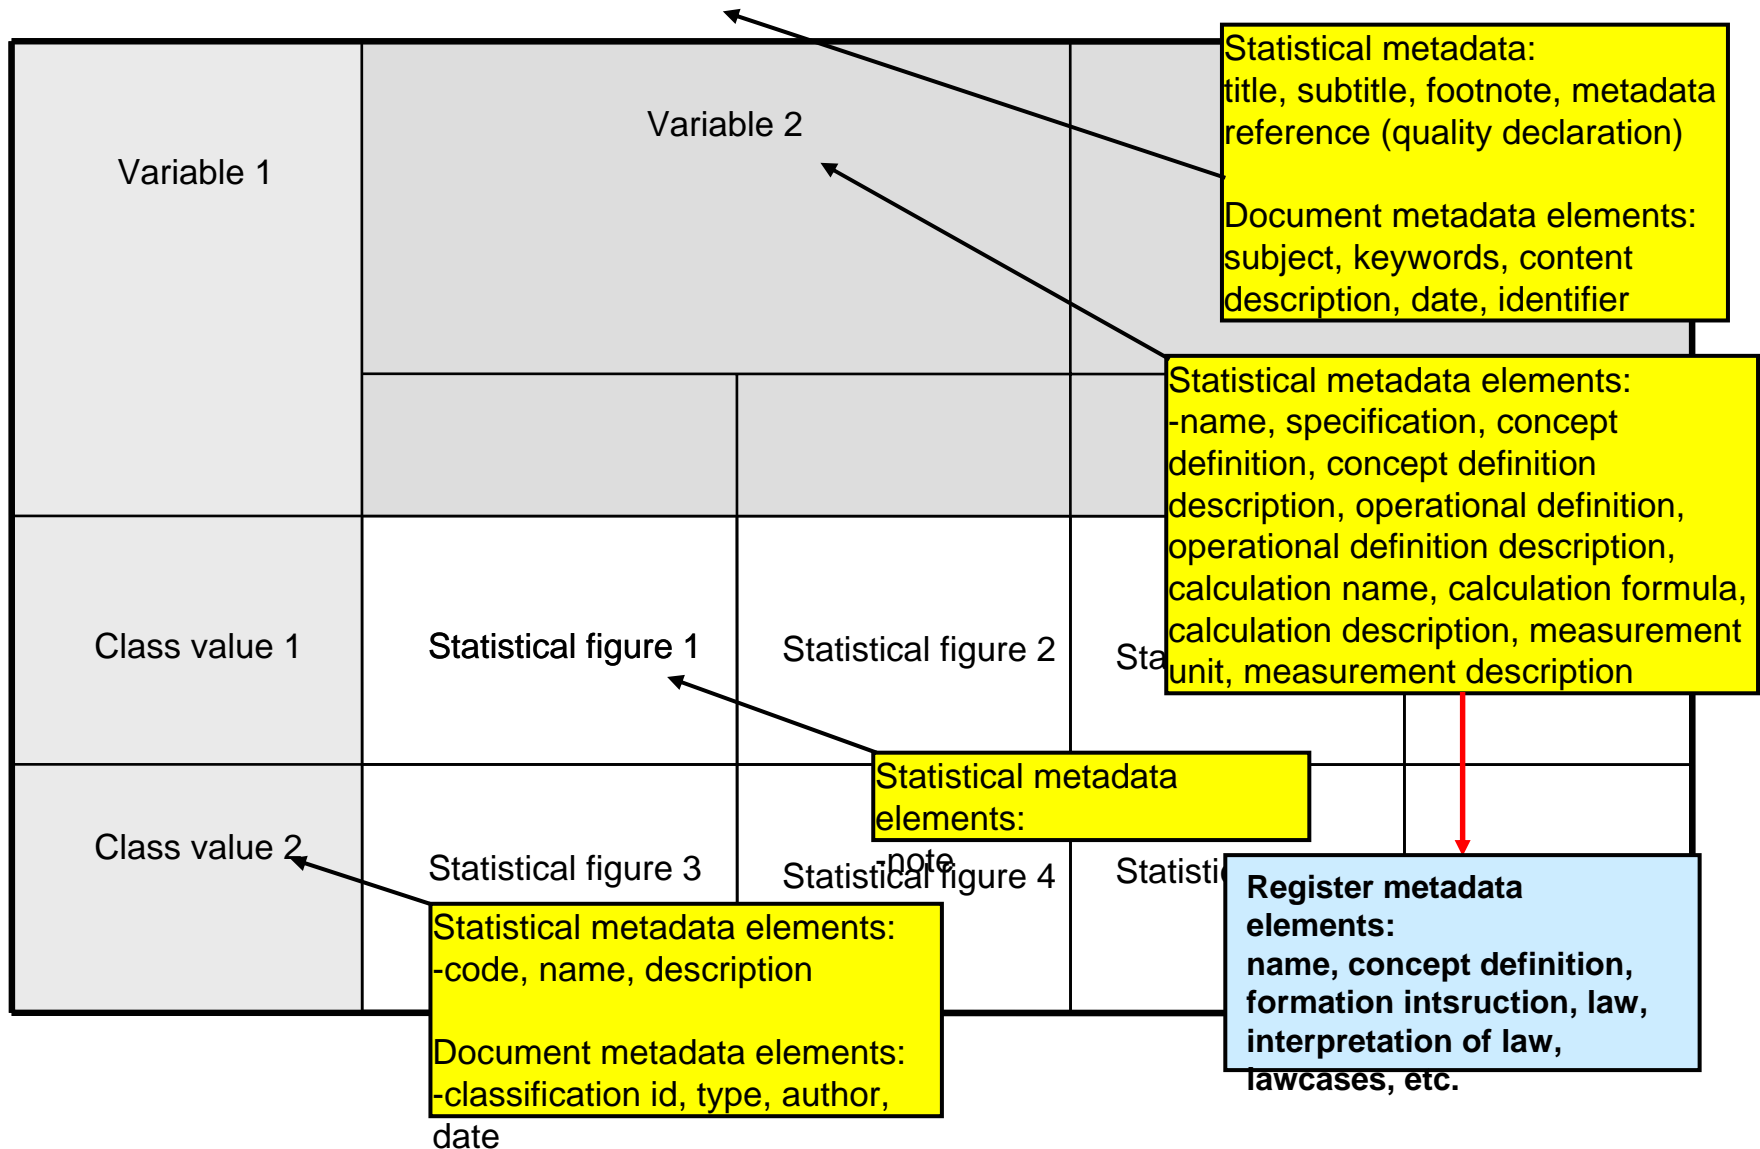 Statistical metadata:
title, subtitle, footnote, metadata
reference (quality declaration)
Document metadata elements:
subject, keywords, content
description, date, identifier
Variable 1
Variable 2
Statistical metadata elements:
-name, specification, concept
definition, concept definition
description, operational definition,
operational definition description,
calculation name, calculation formula,
calculation description, measurement
unit, measurement description
Class value 1
Statistical figure 1
Statistical figure 2
Sta
Statistical metadata
elements:
-note
Class value 2
Statistical figure 3
Statistical figure 4
Statisti
Register metadata
elements:
name, concept definition,
formation intsruction, law,
interpretation of law,
lawcases, etc.
Statistical metadata elements:
-code, name, description
Document metadata elements:
-classification id, type, author,
date